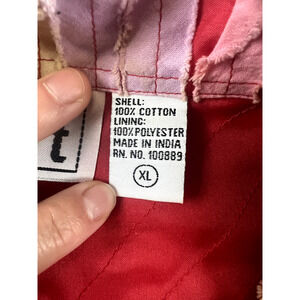 SHELL:
100% COTTON
LINING:
100% POLYESTER
MADE IN INDIA
RN. NO. 100889
XL
t